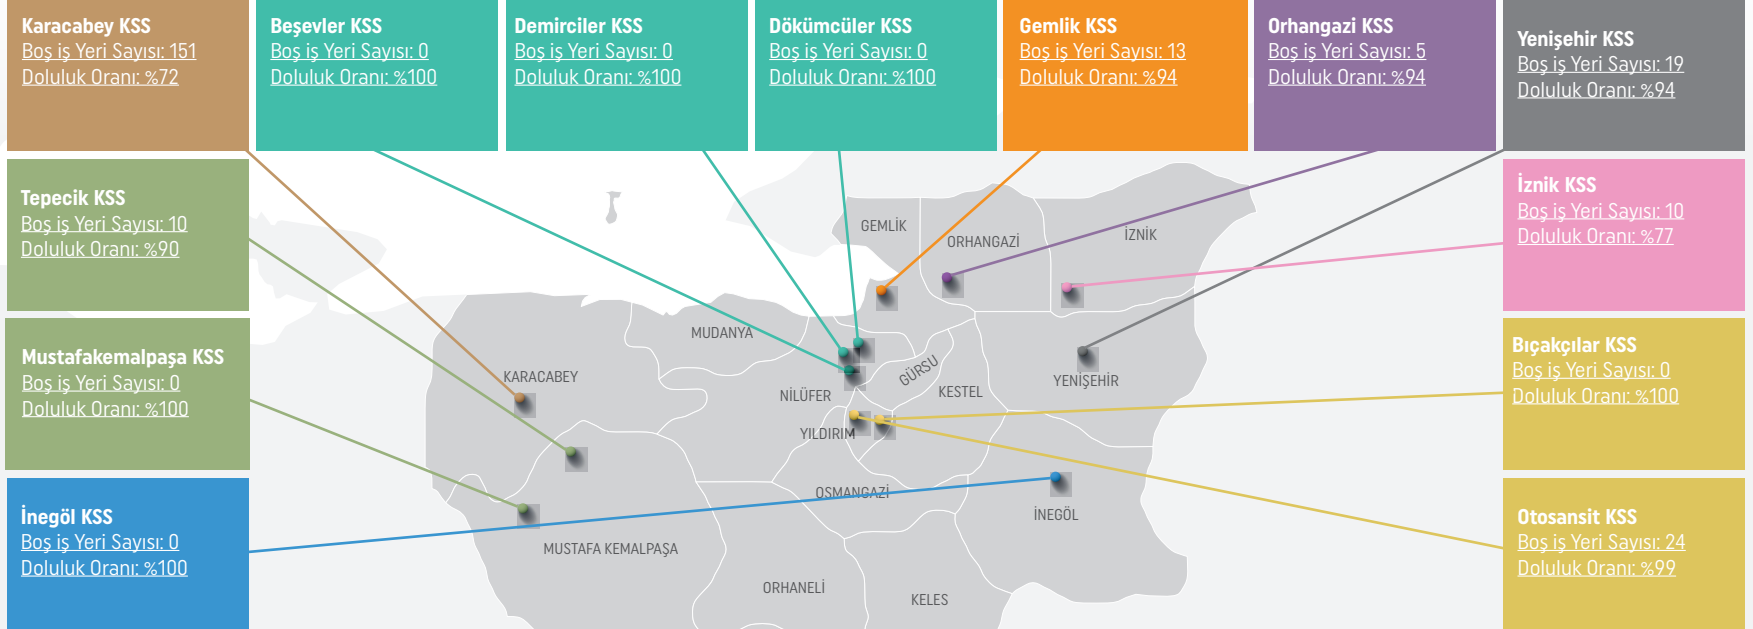 Karacabey KSS
Boş iş Yeri Sayısı: 151
Doluluk Oranı: %72
Beşevler KSS
Boş iş Yeri Sayısı: 0
Doluluk Oranı: %100
Demirciler KSS
Boş iş Yeri Sayısı: 0
Doluluk Oranı: %100
Dökümcüler KSS
Boş iş Yeri Sayısı: 0
Doluluk Oranı: %100
Gemlik KSS
Boş iş Yeri Sayısı: 13
Doluluk Oranı: %94
Orhangazi KSS
Boş iş Yeri Sayısı: 5
Doluluk Oranı: %94
Yenişehir KSS
Boş iş Yeri Sayısı: 19
Doluluk Oranı: %94
Tepecik KSS
Boş iş Yeri Sayısı: 10
Doluluk Oranı: %90
İznik KSS
Boş iş Yeri Sayısı: 10
Doluluk Oranı: %77
Mustafakemalpaşa KSS
Boş iş Yeri Sayısı: 0
Doluluk Oranı: %100
Bıçakçılar KSS
Boş iş Yeri Sayısı: 0
Doluluk Oranı: %100
İnegöl KSS
Boş iş Yeri Sayısı: 0
Doluluk Oranı: %100
Otosansit KSS
Boş iş Yeri Sayısı: 24
Doluluk Oranı: %99
GEMLİK
ORHANGAZİ
İZNİK
MUDANYA
KARACABEY
NİLÜFER
GÜRSU
KESTEL
YENİŞEHİR
YILDIRIM
OSMANGAZİ
İNEGÖL
MUSTAFA KEMALPAŞA
ORHANELİ
KELES